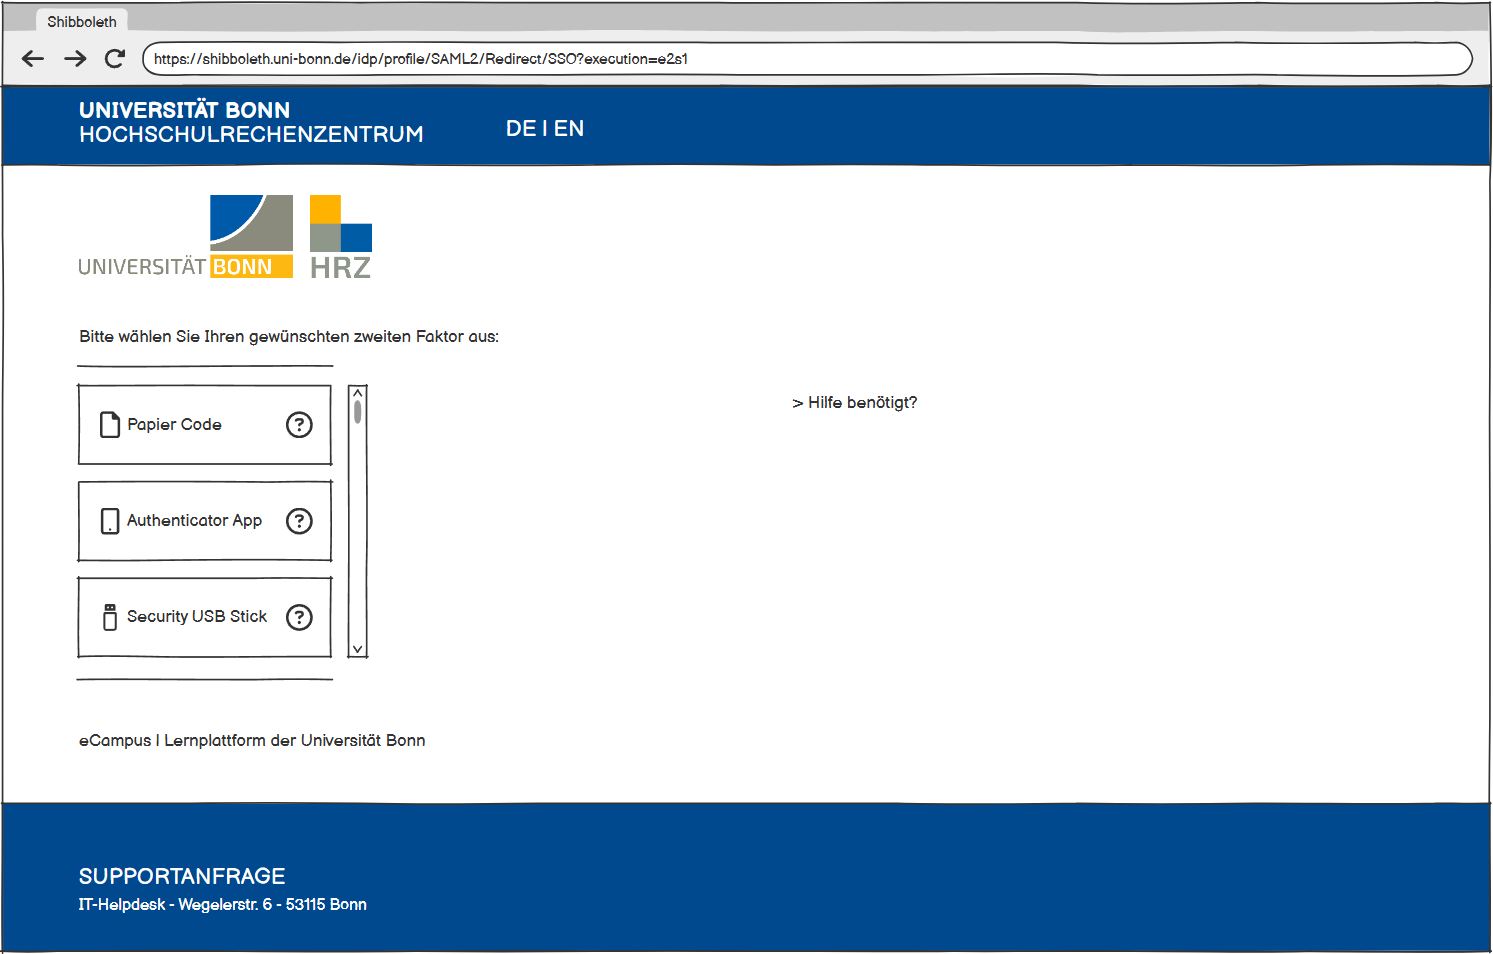 Shibboleth
https://shibboleth.uni-bonn.de/idp/profile/SAML2/Redirect/SSO?execution=e2s1
UNIVERSITÄT BONN
HOCHSCHULRECHENZENTRUM
DE | EN
UNIVERSITÄT BONN HRZ
Bitte wählen Sie Ihren gewünschten zweiten Faktor aus:
> Hilfe benötigt?
Papier Code ?
Authenticator App ?
Security USB Stick ?
eCampus | Lernplattform der Universität Bonn
SUPPORTANFRAGE
IT-Helpdesk - Wegelerstr. 6 - 53115 Bonn